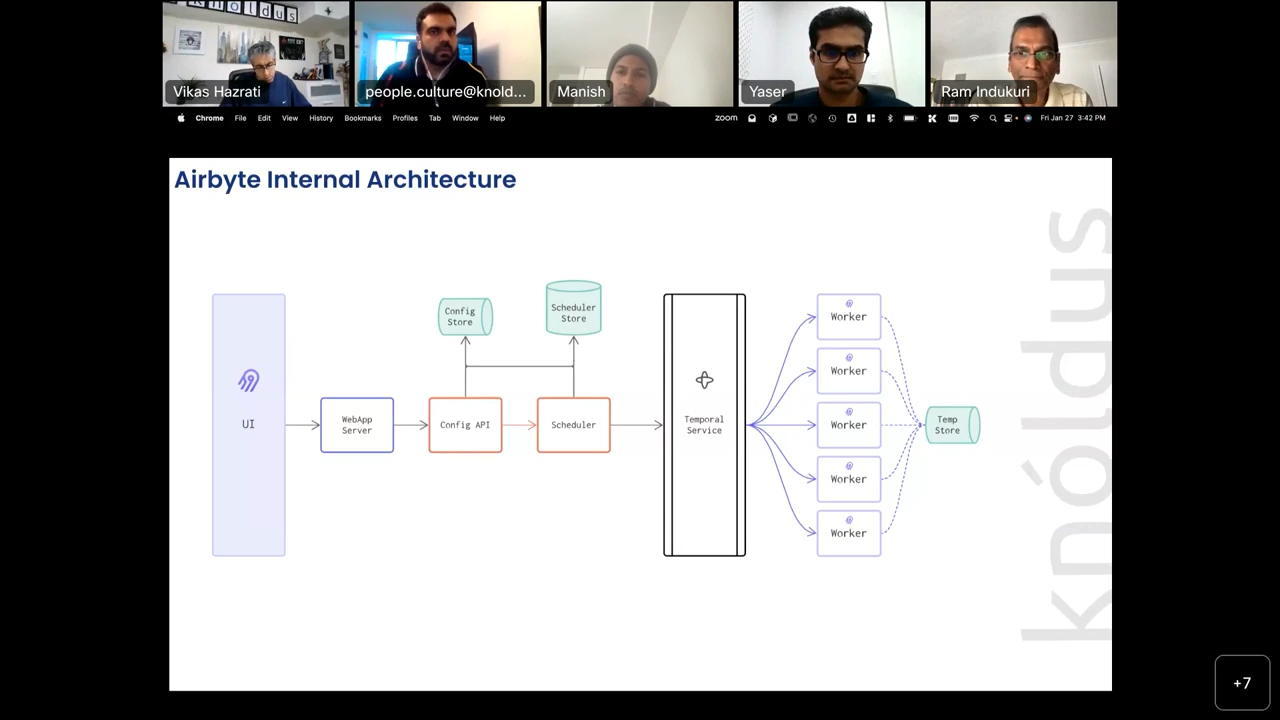 knoldus
Vikas Hazrati
people.culture@knold...
Manish
Yaser
Ram Indukuri
Chrome File Edit View History Bookmarks Profiles Tab Window Help
zoom
Fri Jan 27 3:42 PM
Airbyte Internal Architecture
Config
Store
Scheduler
Store
UI
WebApp
Server
Config API
Scheduler
Temporal
Service
Worker
Worker
Worker
Worker
Worker
Temp
Store
knóldus
+7